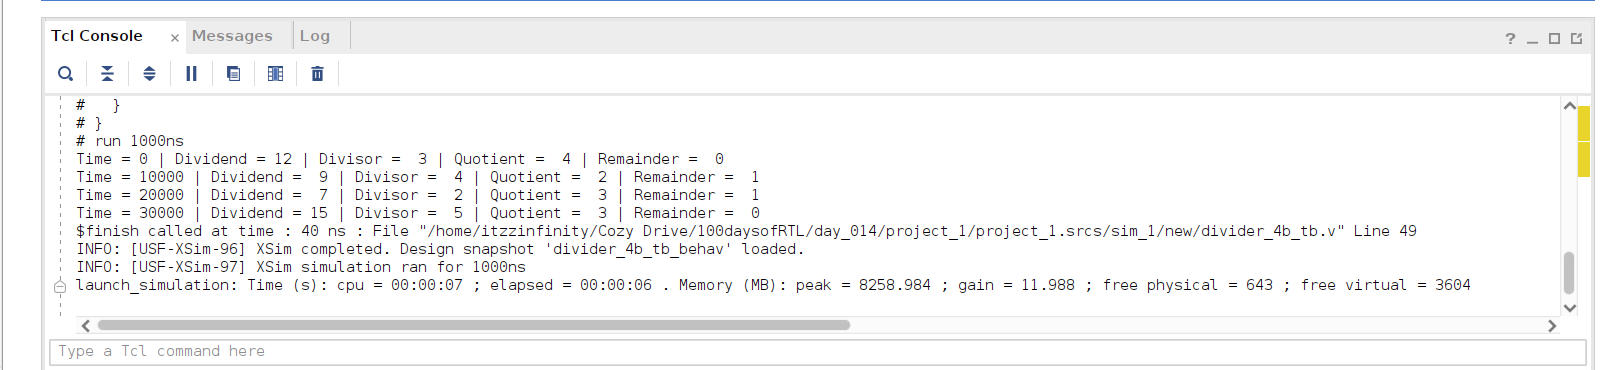 Tcl Console × Messages Log
#   }
# }
# run 1000ns
Time = 0 | Dividend = 12 | Divisor =  3 | Quotient =  4 | Remainder =  0
Time = 10000 | Dividend =  9 | Divisor =  4 | Quotient =  2 | Remainder =  1
Time = 20000 | Dividend =  7 | Divisor =  2 | Quotient =  3 | Remainder =  1
Time = 30000 | Dividend = 15 | Divisor =  5 | Quotient =  3 | Remainder =  0
$finish called at time : 40 ns : File "/home/itzzinfinity/Cozy Drive/100daysofRTL/day_014/project_1/project_1.srcs/sim_1/new/divider_4b_tb.v" Line 49
INFO: [USF-XSim-96] XSim completed. Design snapshot 'divider_4b_tb_behav' loaded.
INFO: [USF-XSim-97] XSim simulation ran for 1000ns
launch_simulation: Time (s): cpu = 00:00:07 ; elapsed = 00:00:06 . Memory (MB): peak = 8258.984 ; gain = 11.988 ; free physical = 643 ; free virtual = 3604
Type a Tcl command here